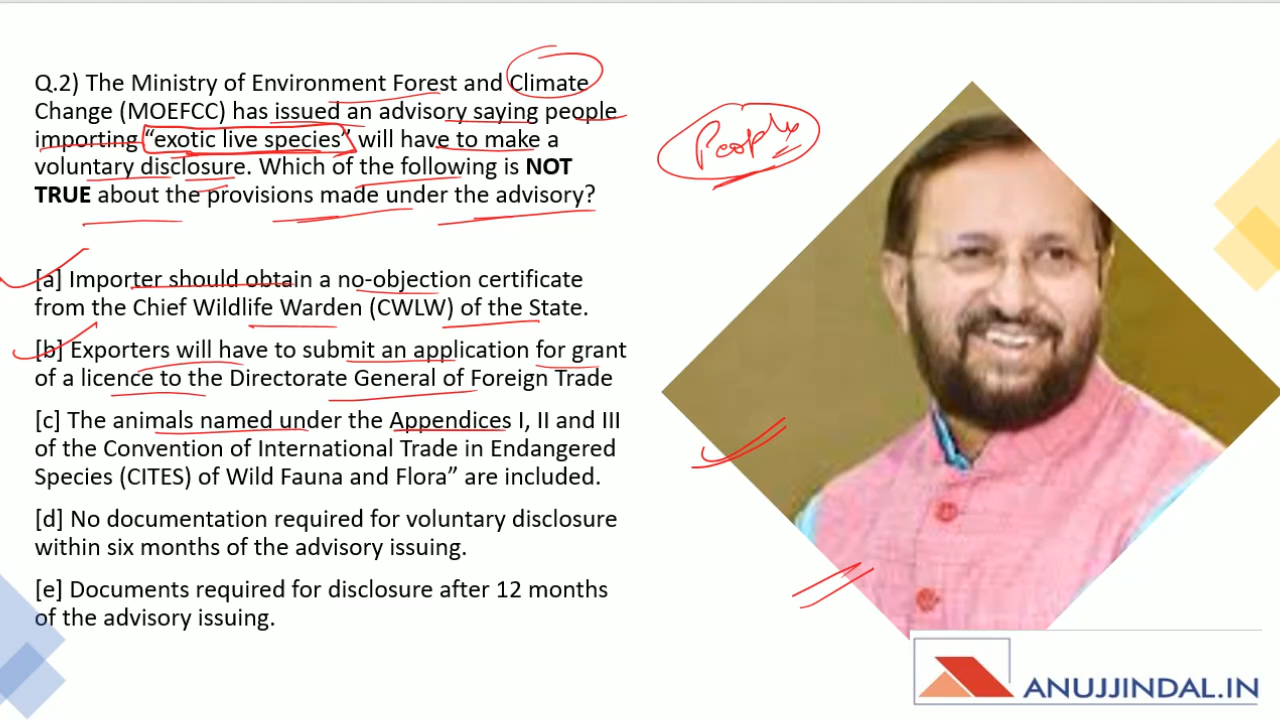 Q.2) The Ministry of Environment Forest and Climate
Change (MOEFCC) has issued an advisory saying people
importing “exotic live species” will have to make a
voluntary disclosure. Which of the following is NOT
TRUE about the provisions made under the advisory?
People
[a] Importer should obtain a no-objection certificate
from the Chief Wildlife Warden (CWLW) of the State.
[b] Exporters will have to submit an application for grant
of a licence to the Directorate General of Foreign Trade
[c] The animals named under the Appendices I, II and III
of the Convention of International Trade in Endangered
Species (CITES) of Wild Fauna and Flora” are included.
[d] No documentation required for voluntary disclosure
within six months of the advisory issuing.
[e] Documents required for disclosure after 12 months
of the advisory issuing.
ANUJJINDAL.IN